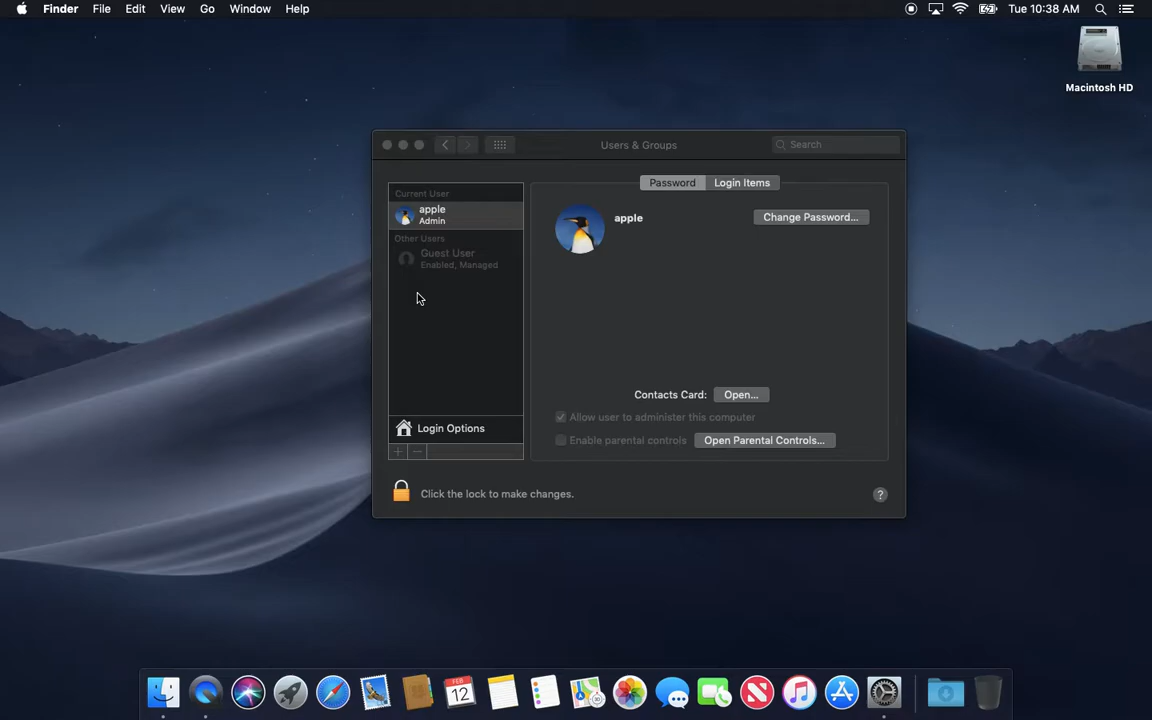 Finder File Edit View Go Window Help Tue 10:38 AM
Macintosh HD
Users & Groups Search
Password Login Items
Current User
apple
Admin
Other Users
Guest User
Enabled, Managed
Login Options
apple Change Password...
Contacts Card: Open...
Allow user to administer this computer
Enable parental controls Open Parental Controls...
Click the lock to make changes. ?
FEB
12